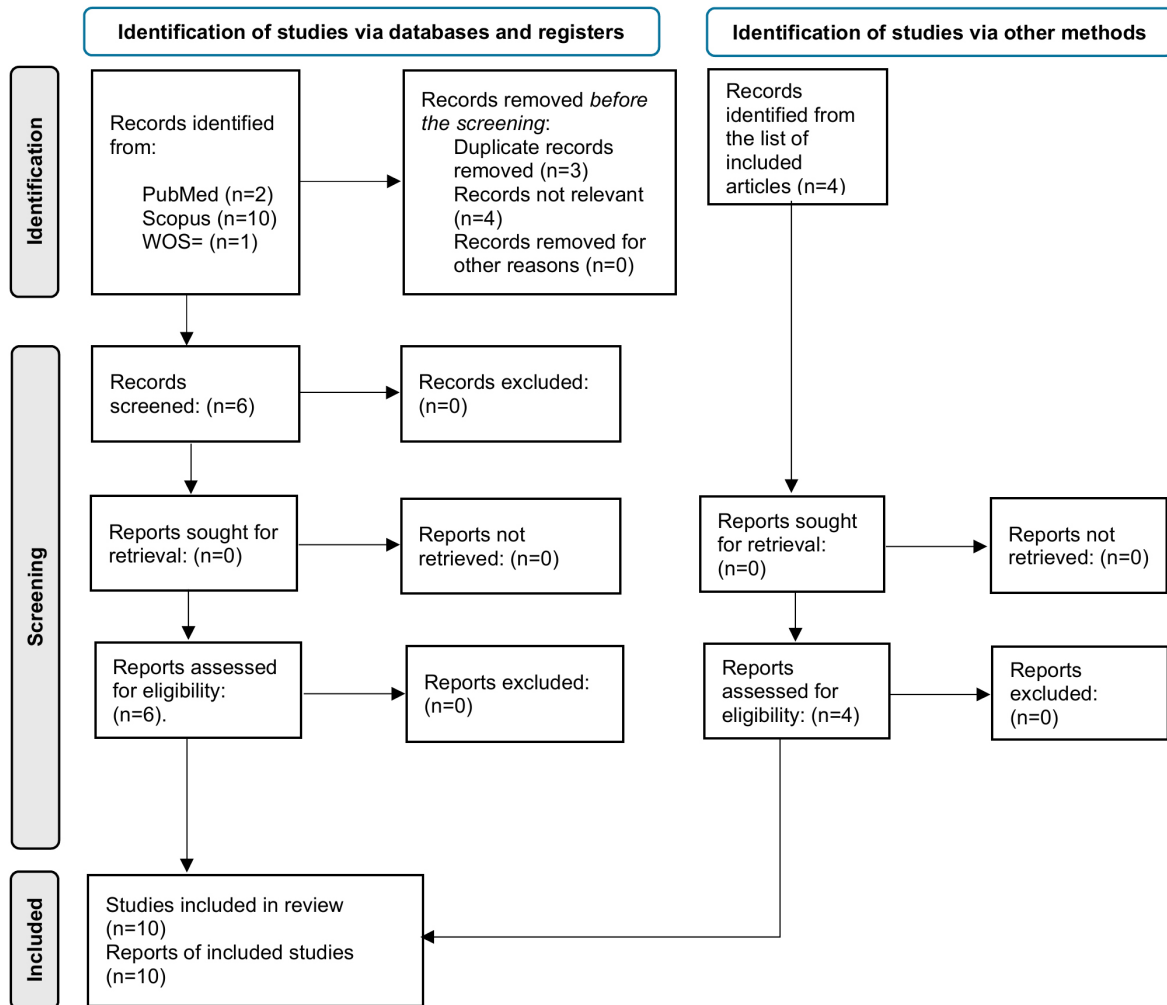 Identification of studies via databases and registers
Identification of studies via other methods
Identification
Records identified
from:
PubMed (n=2)
Scopus (n=10)
WOS= (n=1)
Records removed before
the screening:
Duplicate records
removed (n=3)
Records not relevant
(n=4)
Records removed for
other reasons (n=0)
Records
identified from
the list of
included
articles (n=4)
Screening
Records
screened: (n=6)
Records excluded:
(n=0)
Reports sought for
retrieval: (n=0)
Reports not
retrieved: (n=0)
Reports sought
for retrieval:
(n=0)
Reports not
retrieved: (n=0)
Reports assessed
for eligibility:
(n=6).
Reports excluded:
(n=0)
Reports
assessed for
eligibility: (n=4)
Reports
excluded:
(n=0)
Included
Studies included in review
(n=10)
Reports of included studies
(n=10)